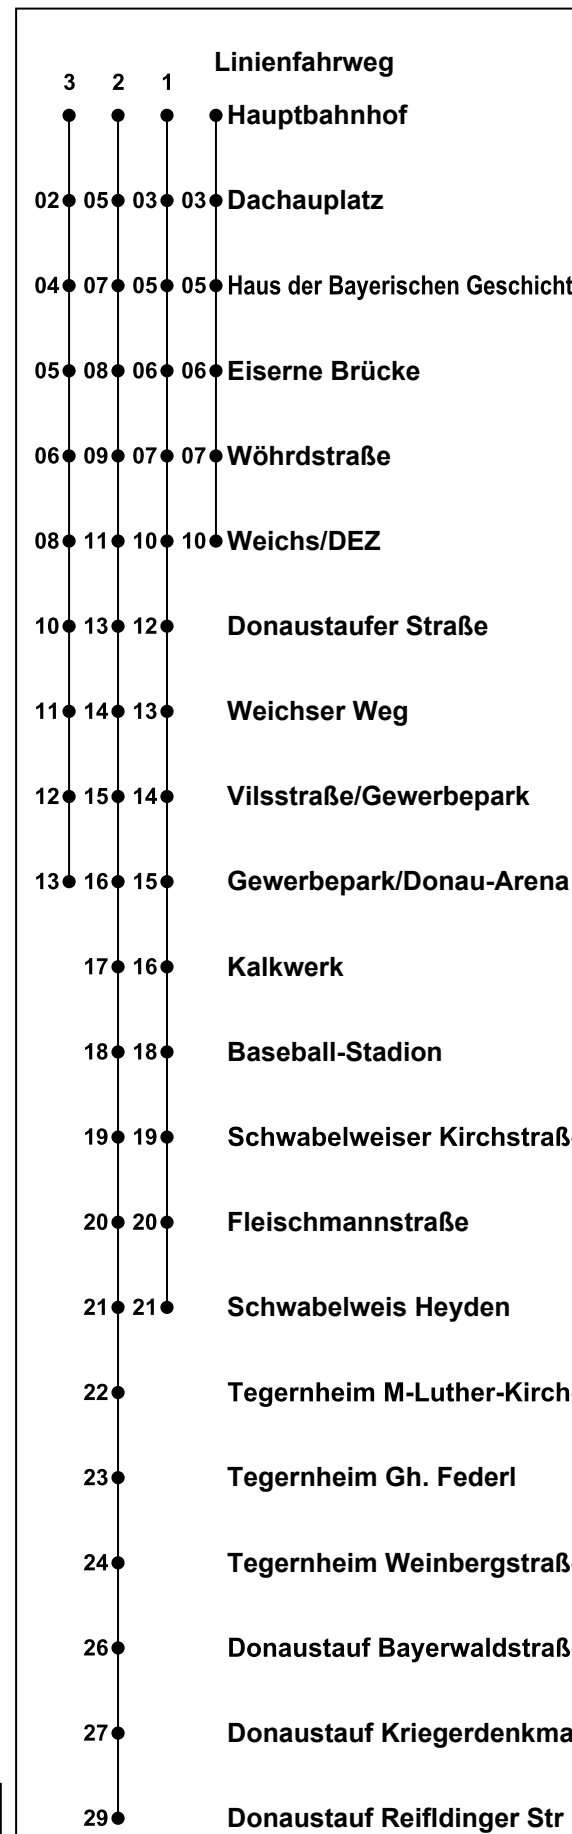 Linienfahrweg
3 2 1
Hauptbahnhof
02 05 03 03 Dachauplatz
04 07 05 05 Haus der Bayerischen Geschicht
05 08 06 06 Eiserne Brücke
06 09 07 07 Wöhrdstraße
08 11 10 10 Weichs/DEZ
10 13 12 Donaustaufer Straße
11 14 13 Weichser Weg
12 15 14 Vilsstraße/Gewerbepark
13 16 15 Gewerbepark/Donau-Arena
17 16 Kalkwerk
18 18 Baseball-Stadion
19 19 Schwabelweiser Kirchstraß
20 20 Fleischmannstraße
21 21 Schwabelweis Heyden
22 Tegernheim M-Luther-Kirch
23 Tegernheim Gh. Federl
24 Tegernheim Weinbergstraß
26 Donaustauf Bayerwaldstraß
27 Donaustauf Kriegerdenkma
29 Donaustauf Reifldinger Str